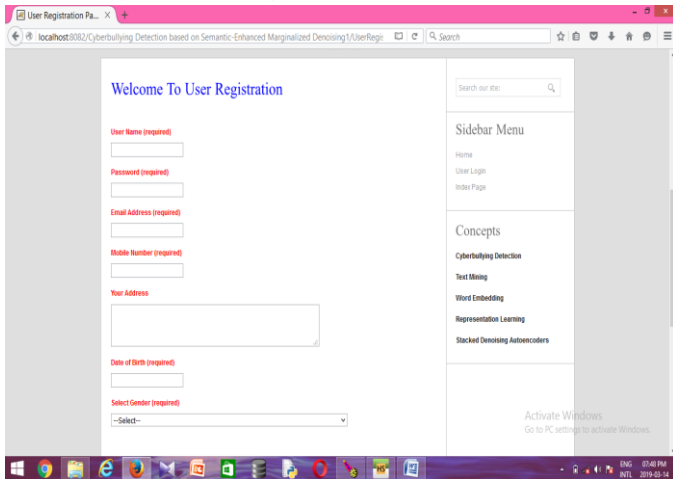 User Registration Pa...
localhost:8082/Cyberbullying Detection based on Semantic-Enhanced Marginalized Denoising1/UserRegis
Search
Welcome To User Registration
User Name (required)
Password (required)
Email Address (required)
Mobile Number (required)
Your Address
Date of Birth (required)
Select Gender (required)
--Select--
Search our site:
Sidebar Menu
Home
User Login
Index Page
Concepts
Cyberbullying Detection
Text Mining
Word Embedding
Representation Learning
Stacked Denoising Autoencoders
Activate Windows
Go to PC settings to activate Windows.
ENG 07:48 PM
INTL 2019-03-14